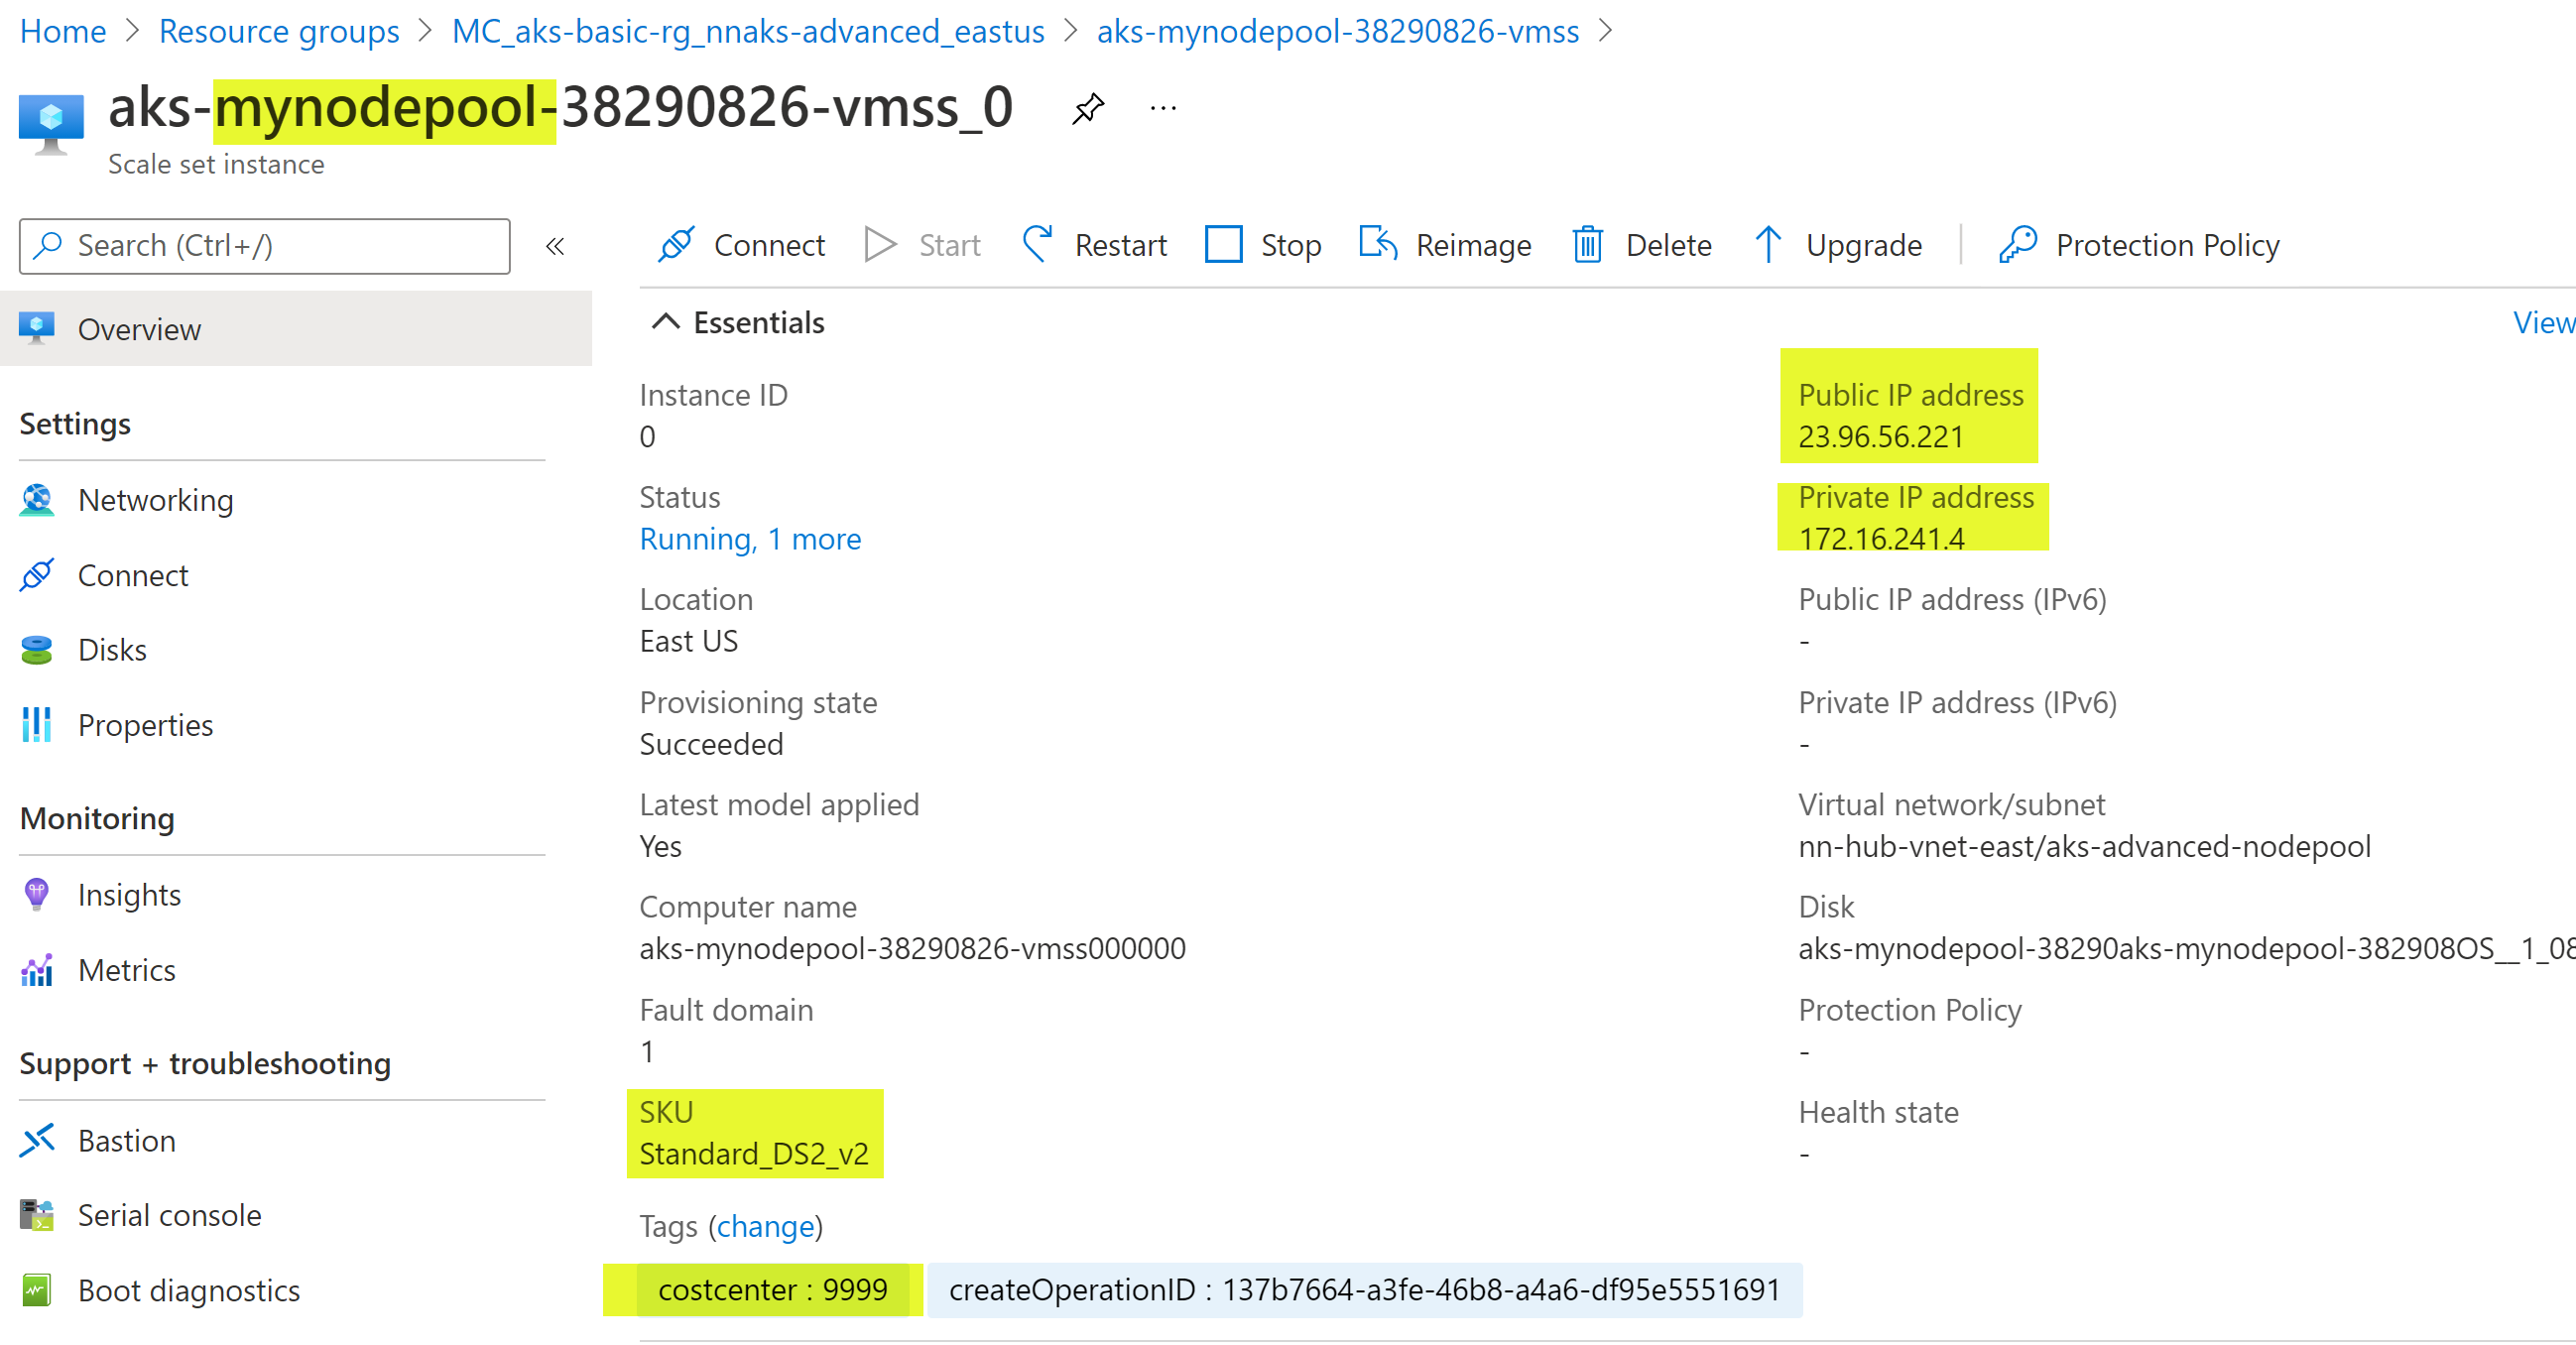 Home > Resource groups > MC_aks-basic-rg_nnaks-advanced_eastus > aks-mynodepool-38290826-vmss >
aks-mynodepool-38290826-vmss_0 ...
Scale set instance
Search (Ctrl+/) «
Connect Start Restart Stop Reimage Delete Upgrade Protection Policy
Overview
Settings
Networking
Connect
Disks
Properties
Monitoring
Insights
Metrics
Support + troubleshooting
Bastion
Serial console
Boot diagnostics
Essentials
View
Instance ID
0
Status
Running, 1 more
Location
East US
Provisioning state
Succeeded
Latest model applied
Yes
Computer name
aks-mynodepool-38290826-vmss000000
Fault domain
1
SKU
Standard_DS2_v2
Public IP address
23.96.56.221
Private IP address
172.16.241.4
Public IP address (IPv6)
-
Private IP address (IPv6)
-
Virtual network/subnet
nn-hub-vnet-east/aks-advanced-nodepool
Disk
aks-mynodepool-38290aks-mynodepool-382908OS__1_08
Protection Policy
-
Health state
-
Tags (change)
costcenter : 9999 createOperationID : 137b7664-a3fe-46b8-a4a6-df95e5551691